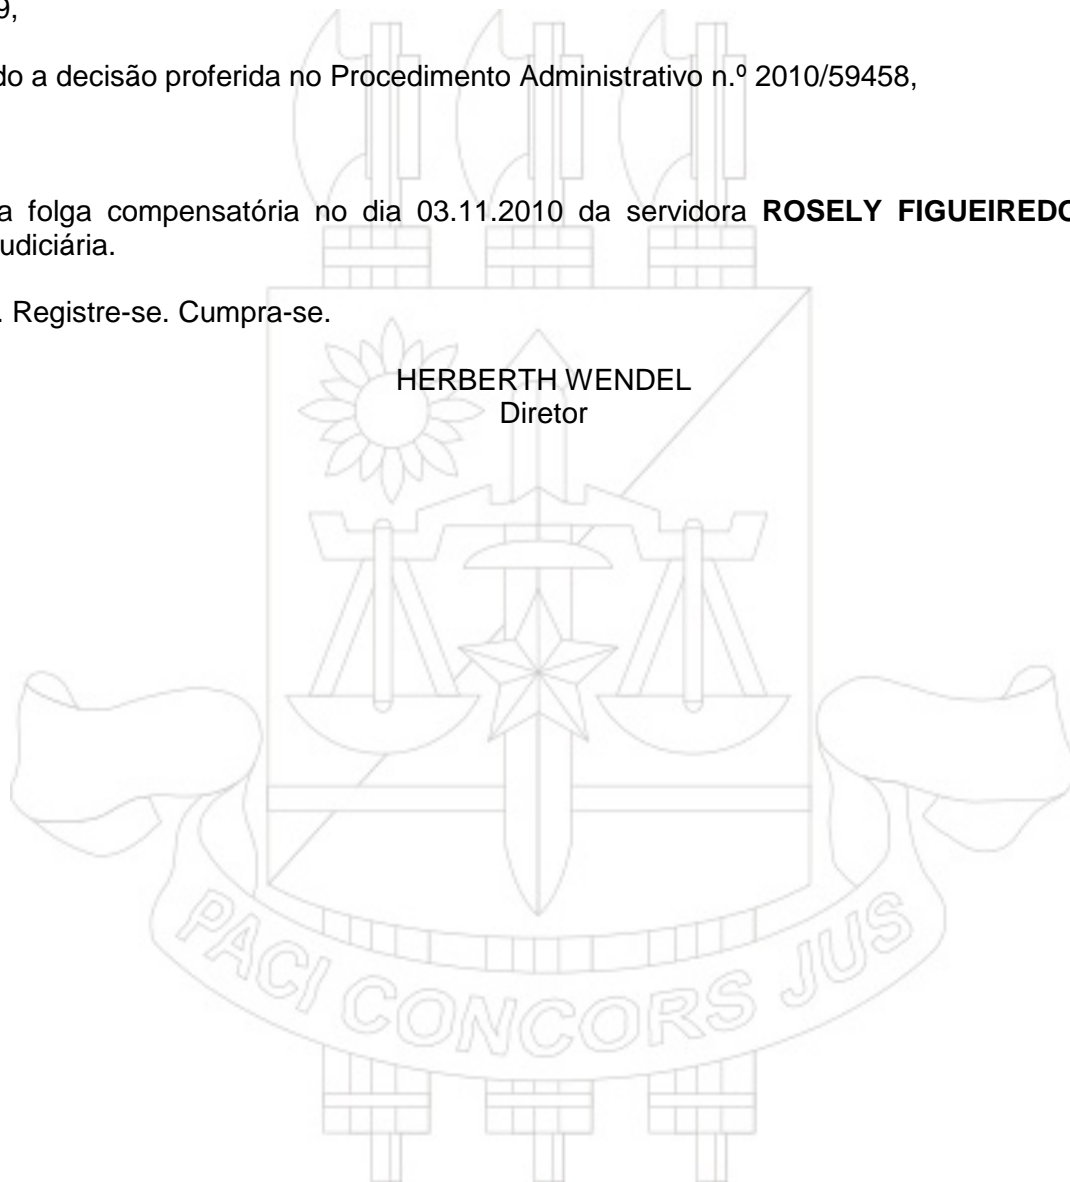 9,
do a decisão proferida no Procedimento Administrativo n.º 2010/59458,
a folga compensatória no dia 03.11.2010 da servidora ROSELY FIGUEIREDO
udiciária.
. Registre-se. Cumpra-se.
HERBERTH WENDEL
Diretor
PACI CONCORS JUS